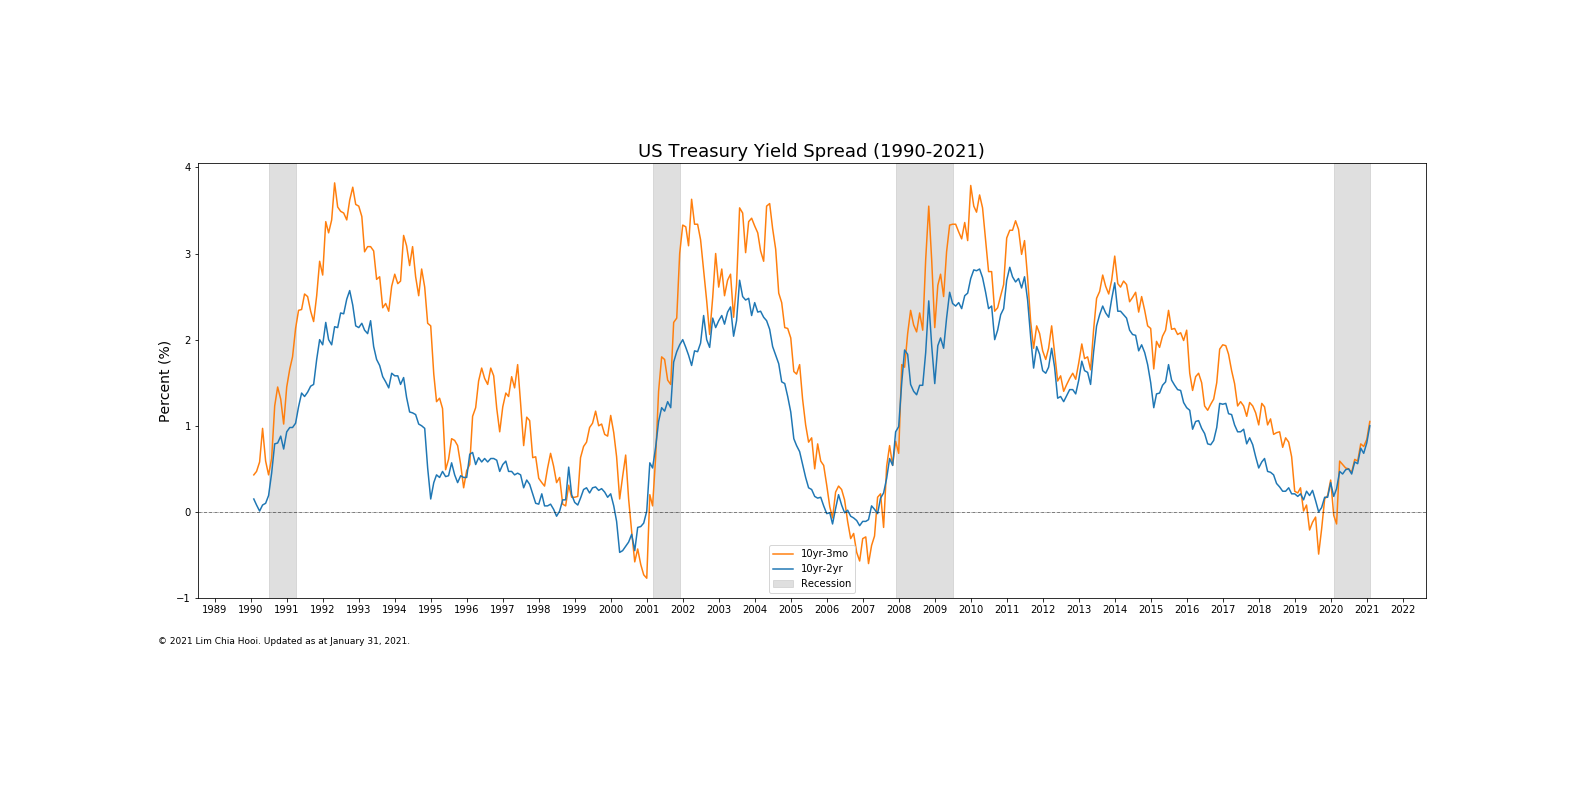 US Treasury Yield Spread (1990-2021)
Percent (%)
4
3
2
1
0
−1
10yr-3mo
10yr-2yr
Recession
1989 1990 1991 1992 1993 1994 1995 1996 1997 1998 1999 2000 2001 2002 2003 2004 2005 2006 2007 2008 2009 2010 2011 2012 2013 2014 2015 2016 2017 2018 2019 2020 2021 2022
© 2021 Lim Chia Hooi. Updated as at January 31, 2021.